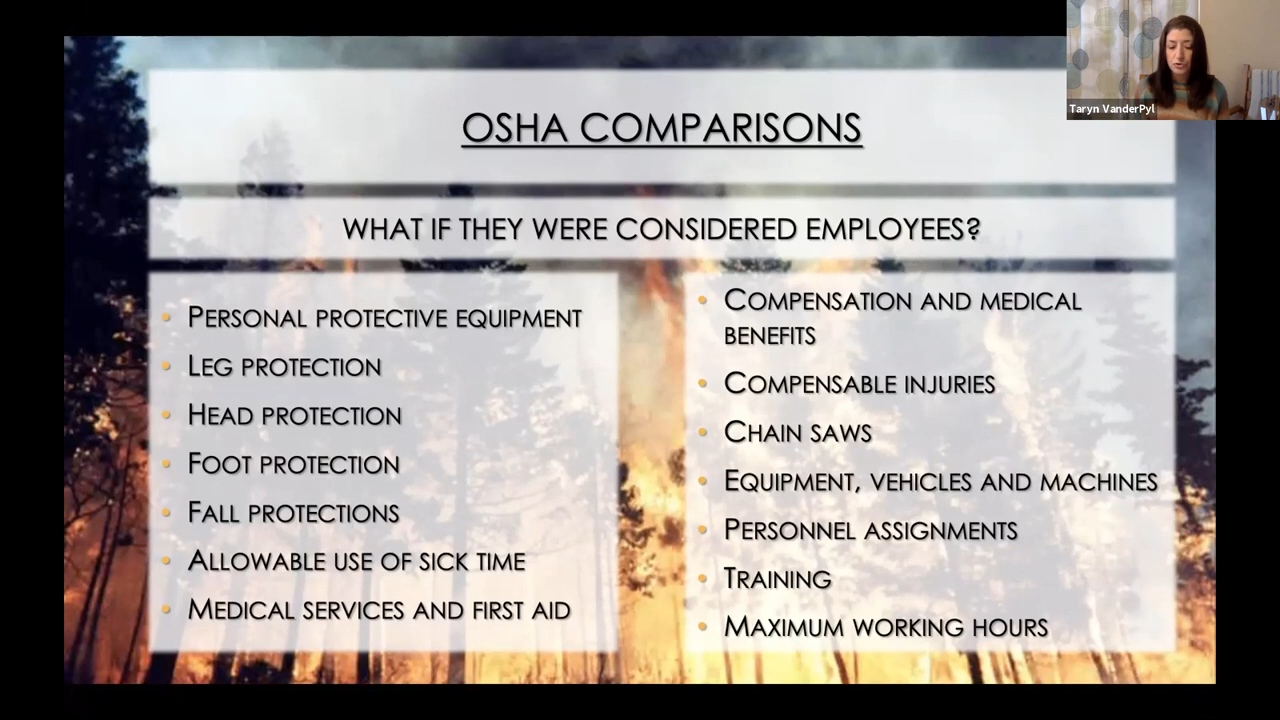 OSHA COMPARISONS
Taryn VanderPyl
WHAT IF THEY WERE CONSIDERED EMPLOYEES?
• PERSONAL PROTECTIVE EQUIPMENT
• LEG PROTECTION
• HEAD PROTECTION
• FOOT PROTECTION
• FALL PROTECTIONS
• ALLOWABLE USE OF SICK TIME
• MEDICAL SERVICES AND FIRST AID
• COMPENSATION AND MEDICAL
BENEFITS
• COMPENSABLE INJURIES
• CHAIN SAWS
• EQUIPMENT, VEHICLES AND MACHINES
• PERSONNEL ASSIGNMENTS
• TRAINING
• MAXIMUM WORKING HOURS